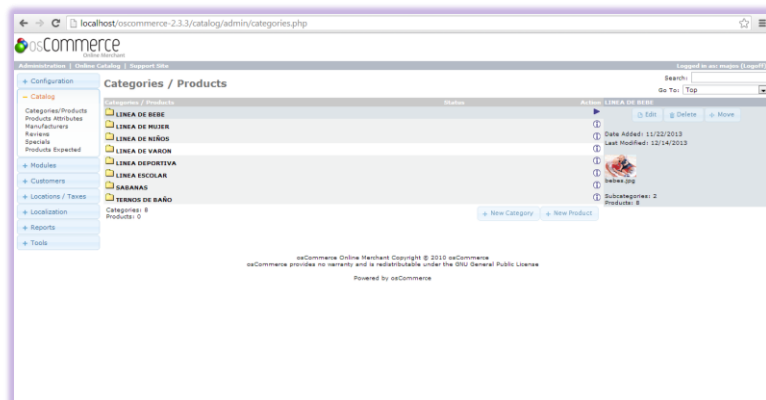 localhost/oscommerce-2.3.3/catalog/admin/categories.php
osCommerce
Online Merchant
Administration | Online Catalog | Support Site
Logged in as: majos (Logoff)
+ Configuration
− Catalog
Categories/Products
Products Attributes
Manufacturers
Reviews
Specials
Products Expected
+ Modules
+ Customers
+ Locations / Taxes
+ Localization
+ Reports
+ Tools
Categories / Products
Search:
Go To: Top
Categories / Products Status Action
LINEA DE BEBE
LINEA DE MUJER
LINEA DE NIÑOS
LINEA DE VARON
LINEA DEPORTIVA
LINEA ESCOLAR
SABANAS
TERNOS DE BAÑO
Categories: 8
Products: 0
+ New Category + New Product
LINEA DE BEBE
Edit Delete Move
Date Added: 11/22/2013
Last Modified: 12/14/2013
bebes.jpg
Subcategories: 2
Products: 8
osCommerce Online Merchant Copyright © 2010 osCommerce
osCommerce provides no warranty and is redistributable under the GNU General Public License
Powered by osCommerce